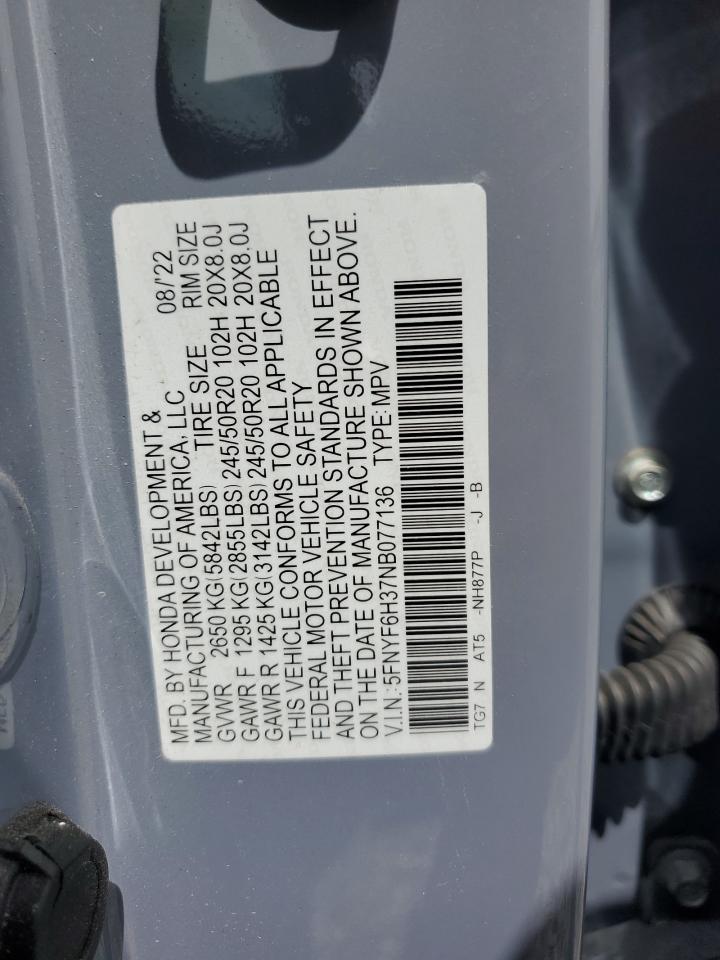 MFD. BY HONDA DEVELOPMENT &
MANUFACTURING OF AMERICA, LLC 08/'22
GVWR 2650 KG(5842LBS) TIRE SIZE RIM SIZE
GAWR F 1295 KG(2855LBS) 245/50R20 102H 20X8.0J
GAWR R 1425 KG(3142LBS) 245/50R20 102H 20X8.0J
THIS VEHICLE CONFORMS TO ALL APPLICABLE
FEDERAL MOTOR VEHICLE SAFETY
AND THEFT PREVENTION STANDARDS IN EFFECT
ON THE DATE OF MANUFACTURE SHOWN ABOVE.
V.I.N.:5FNYF6H37NB077136 TYPE:MPV
TG7 N AT5 -NH877P -J -B